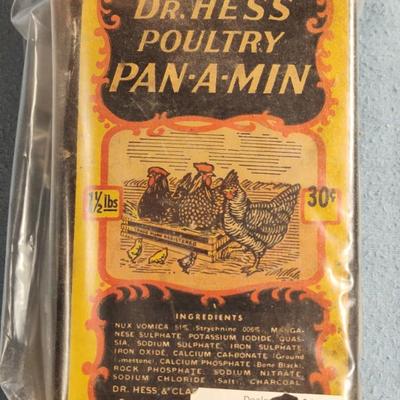 DR. HESS
POULTRY
PAN-A-MIN
1½ lbs
30¢
INGREDIENTS
NUX VOMICA .51% (Strychnine .006%), MANGA-
NESE SULPHATE, POTASSIUM IODIDE, QUAS-
SIA, SODIUM SULPHATE, IRON SULPHATE,
IRON OXIDE, CALCIUM CARBONATE (Ground
Limestone), CALCIUM PHOSPHATE (Bone Black),
ROCK PHOSPHATE, SODIUM NITRATE,
SODIUM CHLORIDE (Salt), CHARCOAL.
DR. HESS &